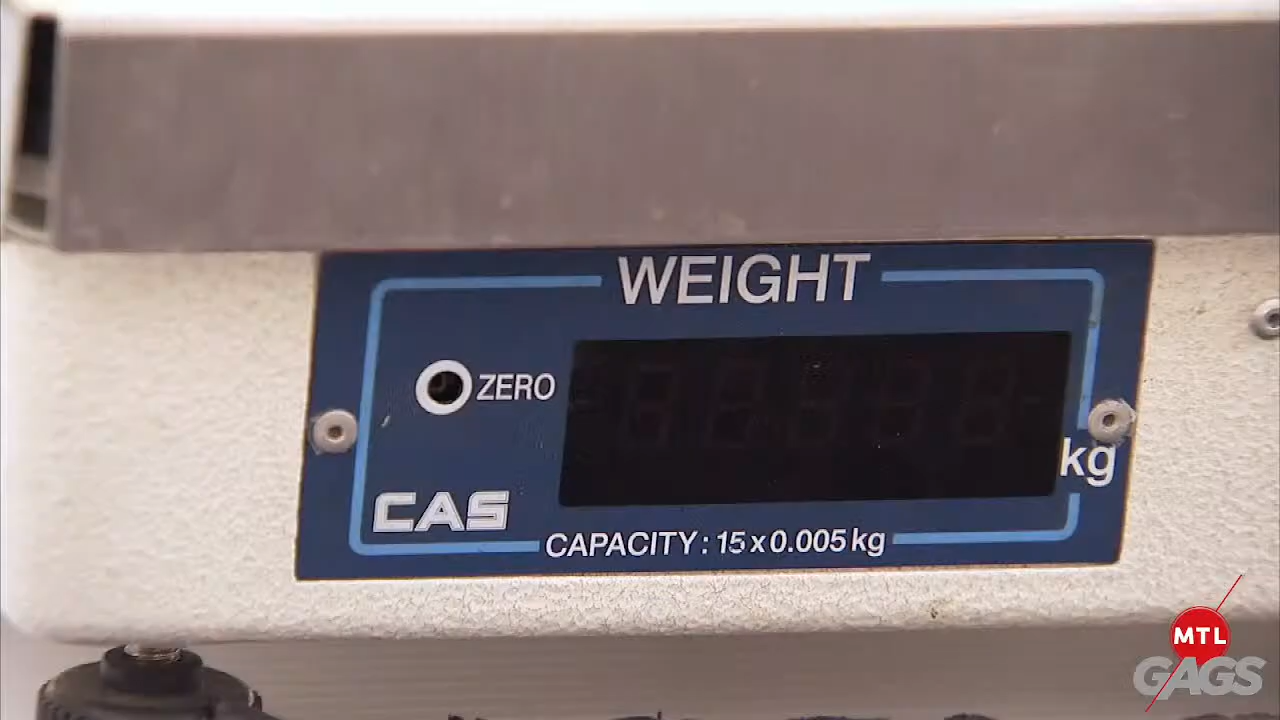 WEIGHT
ZERO
kg
CAS
CAPACITY: 15 x 0.005 kg
MTL
GAGS